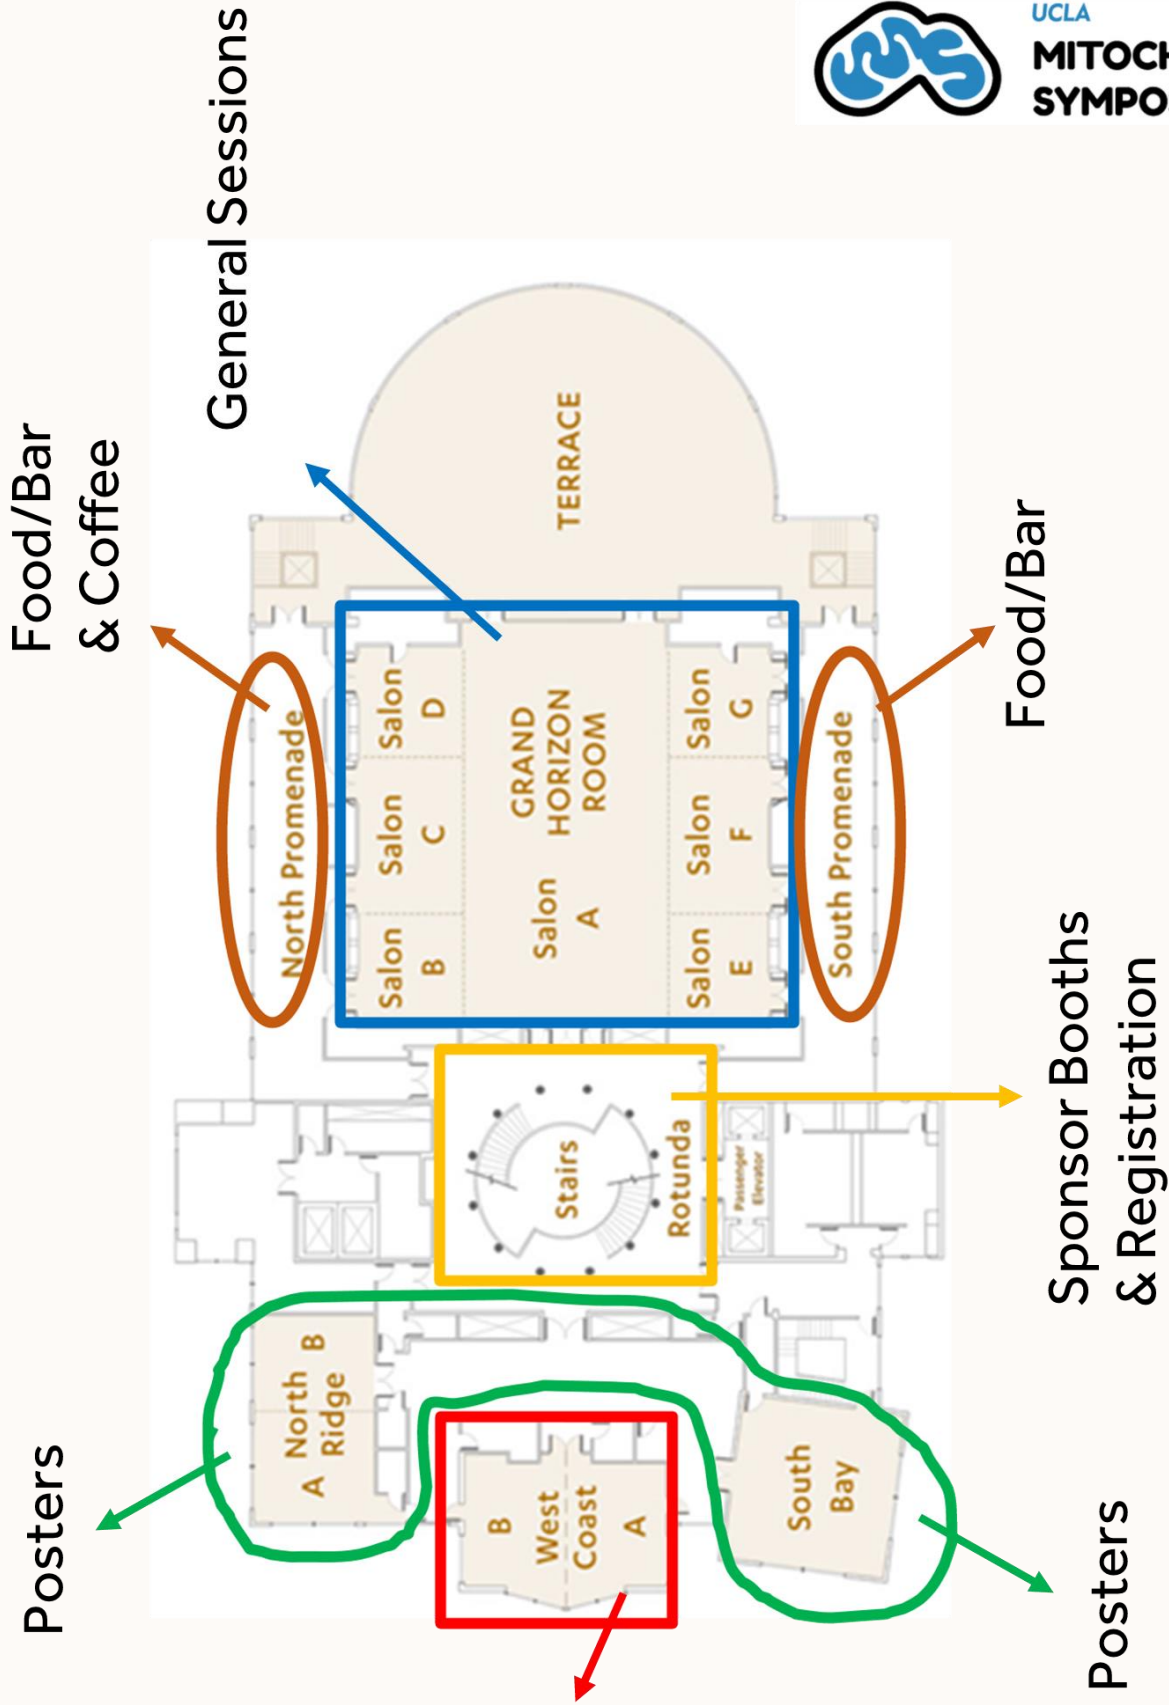 Posters
Food/Bar
& Coffee
General Sessions
North
Ridge
A
B
North Promenade
Salon
B
Salon
C
Salon
D
B
West
Coast
A
Stairs
Rotunda
Passenger
Elevator
Salon
A
GRAND
HORIZON
ROOM
TERRACE
Salon
E
Salon
F
Salon
G
South
Bay
South Promenade
Posters
Sponsor Booths
& Registration
Food/Bar
UCLA
MITOCH
SYMPO